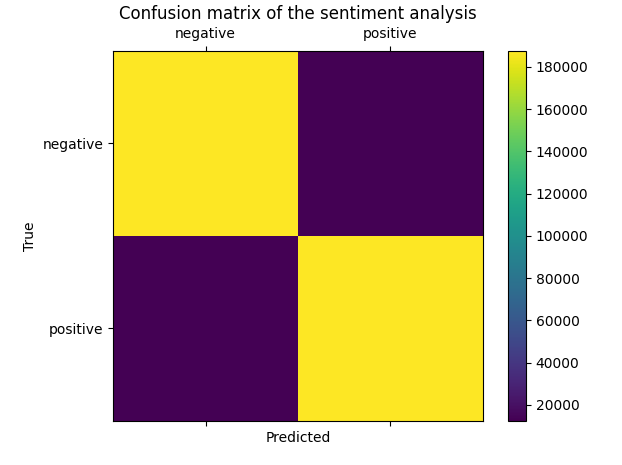 Confusion matrix of the sentiment analysis
negative positive
180000
160000
140000
120000
100000
80000
60000
40000
20000
negative
positive
True
Predicted